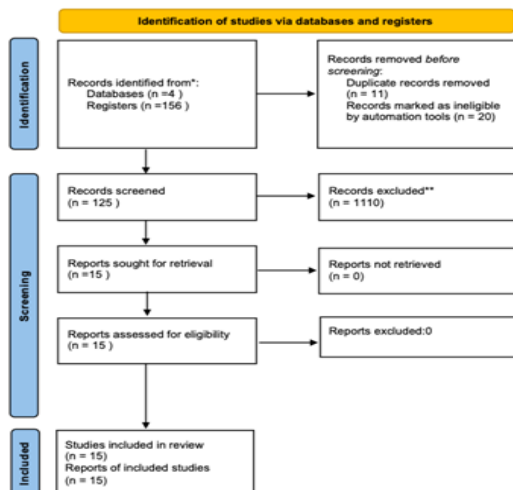 Identification of studies via databases and registers
Identification
Records identified from*:
Databases (n =4 )
Registers (n =156 )
Records removed before
screening:
Duplicate records removed
(n = 11)
Records marked as ineligible
by automation tools (n = 20)
Screening
Records screened
(n = 125 )
Records excluded**
(n = 1110)
Reports sought for retrieval
(n =15 )
Reports not retrieved
(n = 0)
Reports assessed for eligibility
(n = 15 )
Reports excluded:0
Included
Studies included in review
(n = 15)
Reports of included studies
(n = 15)